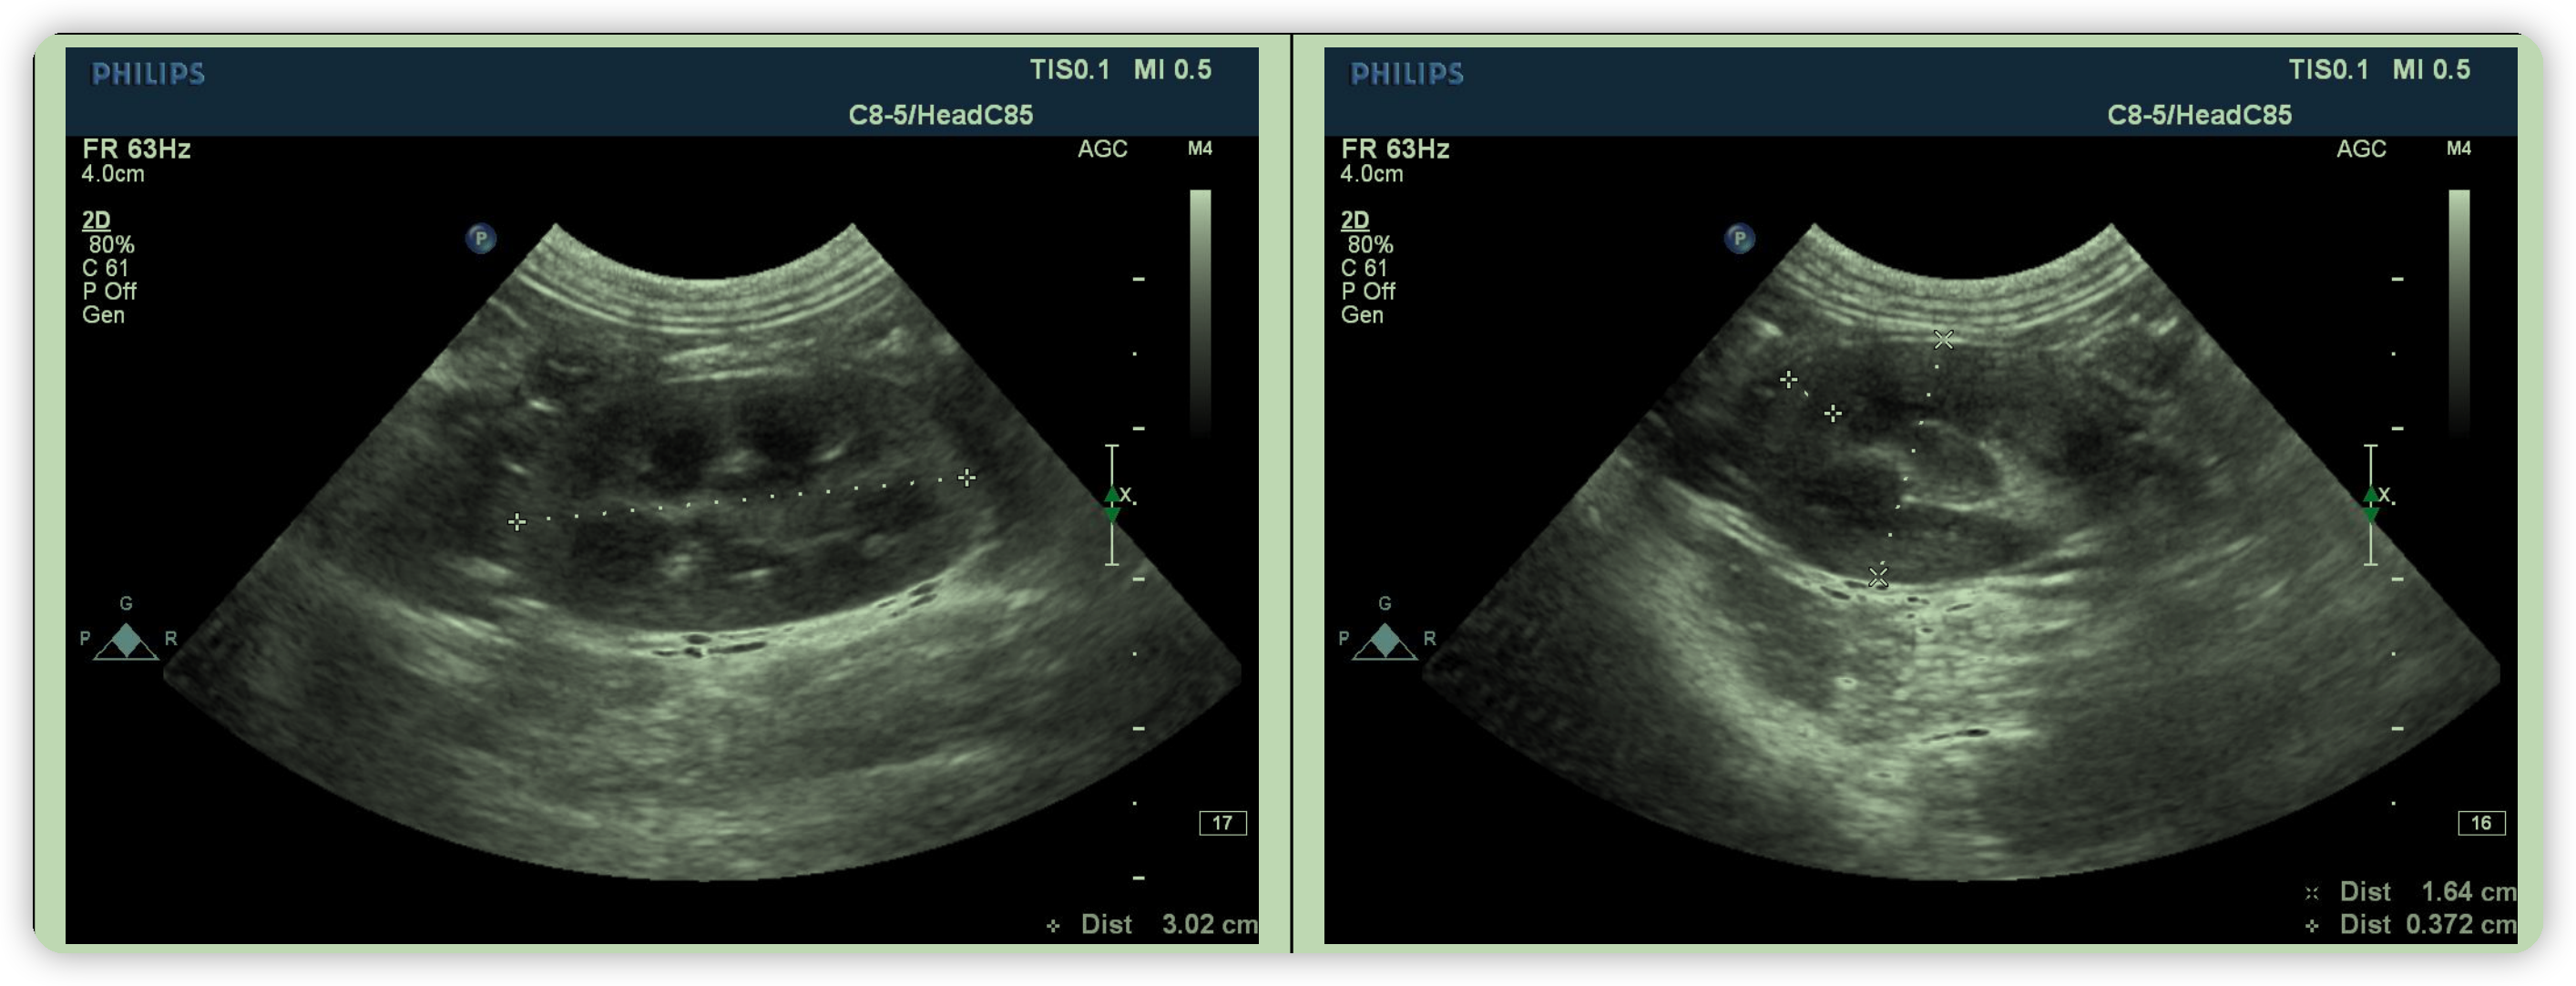 PHILIPS
TIS0.1 MI 0.5
C8-5/HeadC85
FR 63Hz
4.0cm
AGC
M4
2D
80%
C 61
P Off
Gen
P
X
G
P R
17
Dist 3.02 cm
PHILIPS
TIS0.1 MI 0.5
C8-5/HeadC85
FR 63Hz
4.0cm
AGC
M4
2D
80%
C 61
P Off
Gen
P
X
G
P R
16
Dist 1.64 cm
Dist 0.372 cm